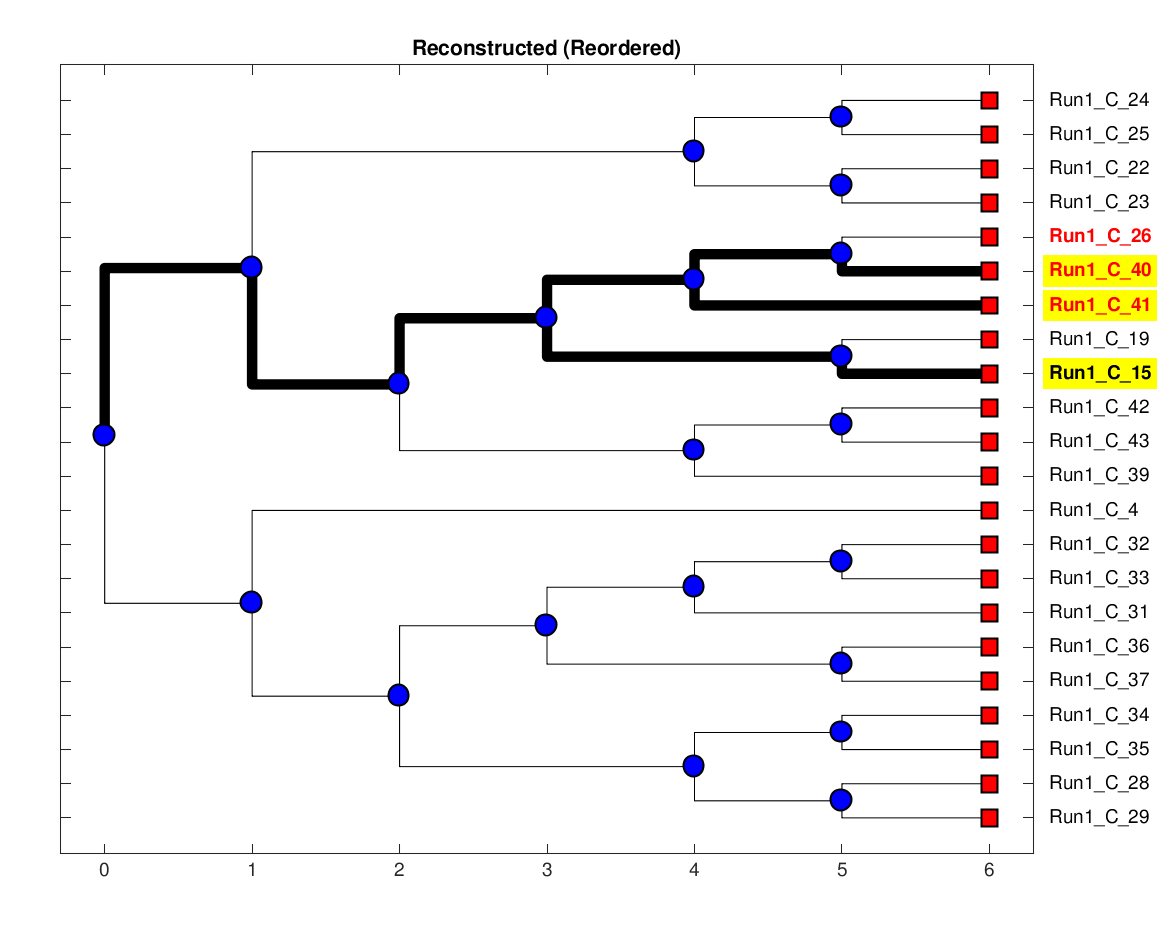 Reconstructed (Reordered)
Run1_C_24
Run1_C_25
Run1_C_22
Run1_C_23
Run1_C_26
Run1_C_40
Run1_C_41
Run1_C_19
Run1_C_15
Run1_C_42
Run1_C_43
Run1_C_39
Run1_C_4
Run1_C_32
Run1_C_33
Run1_C_31
Run1_C_36
Run1_C_37
Run1_C_34
Run1_C_35
Run1_C_28
Run1_C_29
0 1 2 3 4 5 6